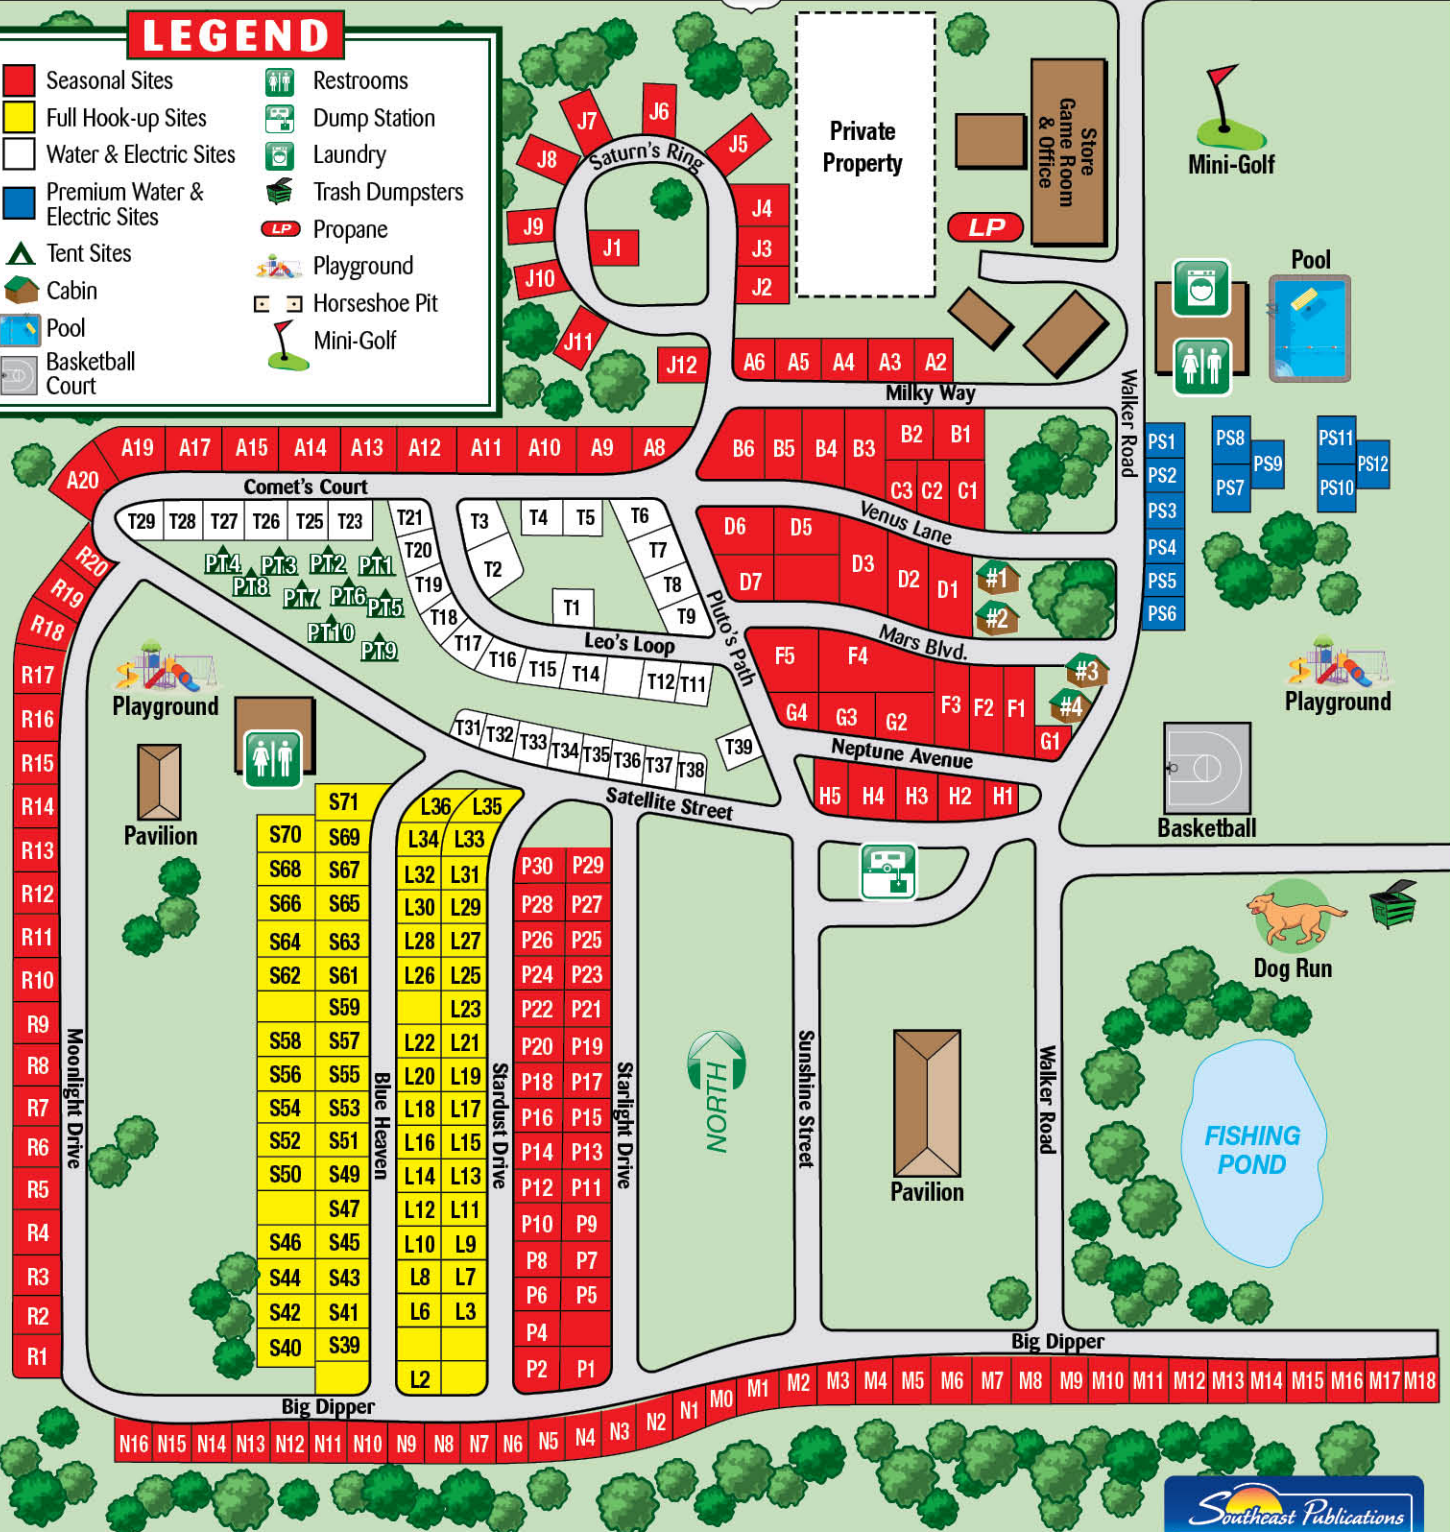 LEGEND
Seasonal Sites
Full Hook-up Sites
Water & Electric Sites
Premium Water &
Electric Sites
Tent Sites
Cabin
Pool
Basketball
Court
Restrooms
Dump Station
Laundry
Trash Dumpsters
LP Propane
Playground
Horseshoe Pit
Mini-Golf
J7 J6 J5
J8
Saturn's Ring
J9 J1 J4
J3
J10 J2
J11
J12
Private
Property
Store
Game Room
& Office
LP
Mini-Golf
Pool
A6 A5 A4 A3 A2
Milky Way
Walker Road
A20 A19 A17 A15 A14 A13 A12 A11 A10 A9 A8
Comet's Court
B6 B5 B4 B3 B2 B1
C3 C2 C1
Venus Lane
PS1
PS2
PS3
PS4
PS5
PS6
PS8
PS9
PS7
PS11
PS12
PS10
T29 T28 T27 T26 T25 T23
T21
T20
T19
T18
T17
T16
T15
T14
T12
T11
T3
T2
T4 T5
T6
T7
T8
T9
T1
Leo's Loop
Pluto's Path
PT4 PT3 PT2 PT1
PT8 PT7 PT6 PT5
PT10 PT9
D6 D5
D7 D3 D2 D1
#1
#2
Mars Blvd.
F5 F4
G4 G3 G2 F3 F2 F1
#3
#4
G1
Neptune Avenue
H5 H4 H3 H2 H1
T31 T32 T33 T34 T35 T36 T37 T38
T39
Satellite Street
Playground
Pavilion
Playground
Basketball
Dog Run
R20
R19
R18
R17
R16
R15
R14
R13
R12
R11
R10
R9
R8
R7
R6
R5
R4
R3
R2
R1
Moonlight Drive
S71
S70 S69
S68 S67
S66 S65
S64 S63
S62 S61
S59
S58 S57
S56 S55
S54 S53
S52 S51
S50 S49
S47
S46 S45
S44 S43
S42 S41
S40 S39
Blue Heaven
L36 L35
L34 L33
L32 L31
L30 L29
L28 L27
L26 L25
L23
L22 L21
L20 L19
L18 L17
L16 L15
L14 L13
L12 L11
L10 L9
L8 L7
L6 L3
L2
Stardust Drive
P30 P29
P28 P27
P26 P25
P24 P23
P22 P21
P20 P19
P18 P17
P16 P15
P14 P13
P12 P11
P10 P9
P8 P7
P6 P5
P4
P2 P1
Starlight Drive
NORTH
Sunshine Street
Pavilion
Walker Road
FISHING
POND
Big Dipper
Big Dipper
N16 N15 N14 N13 N12 N11 N10 N9 N8 N7 N6 N5 N4 N3 N2 N1 M0 M1 M2 M3 M4 M5 M6 M7 M8 M9 M10 M11 M12 M13 M14 M15 M16 M17 M18
Southeast Publications